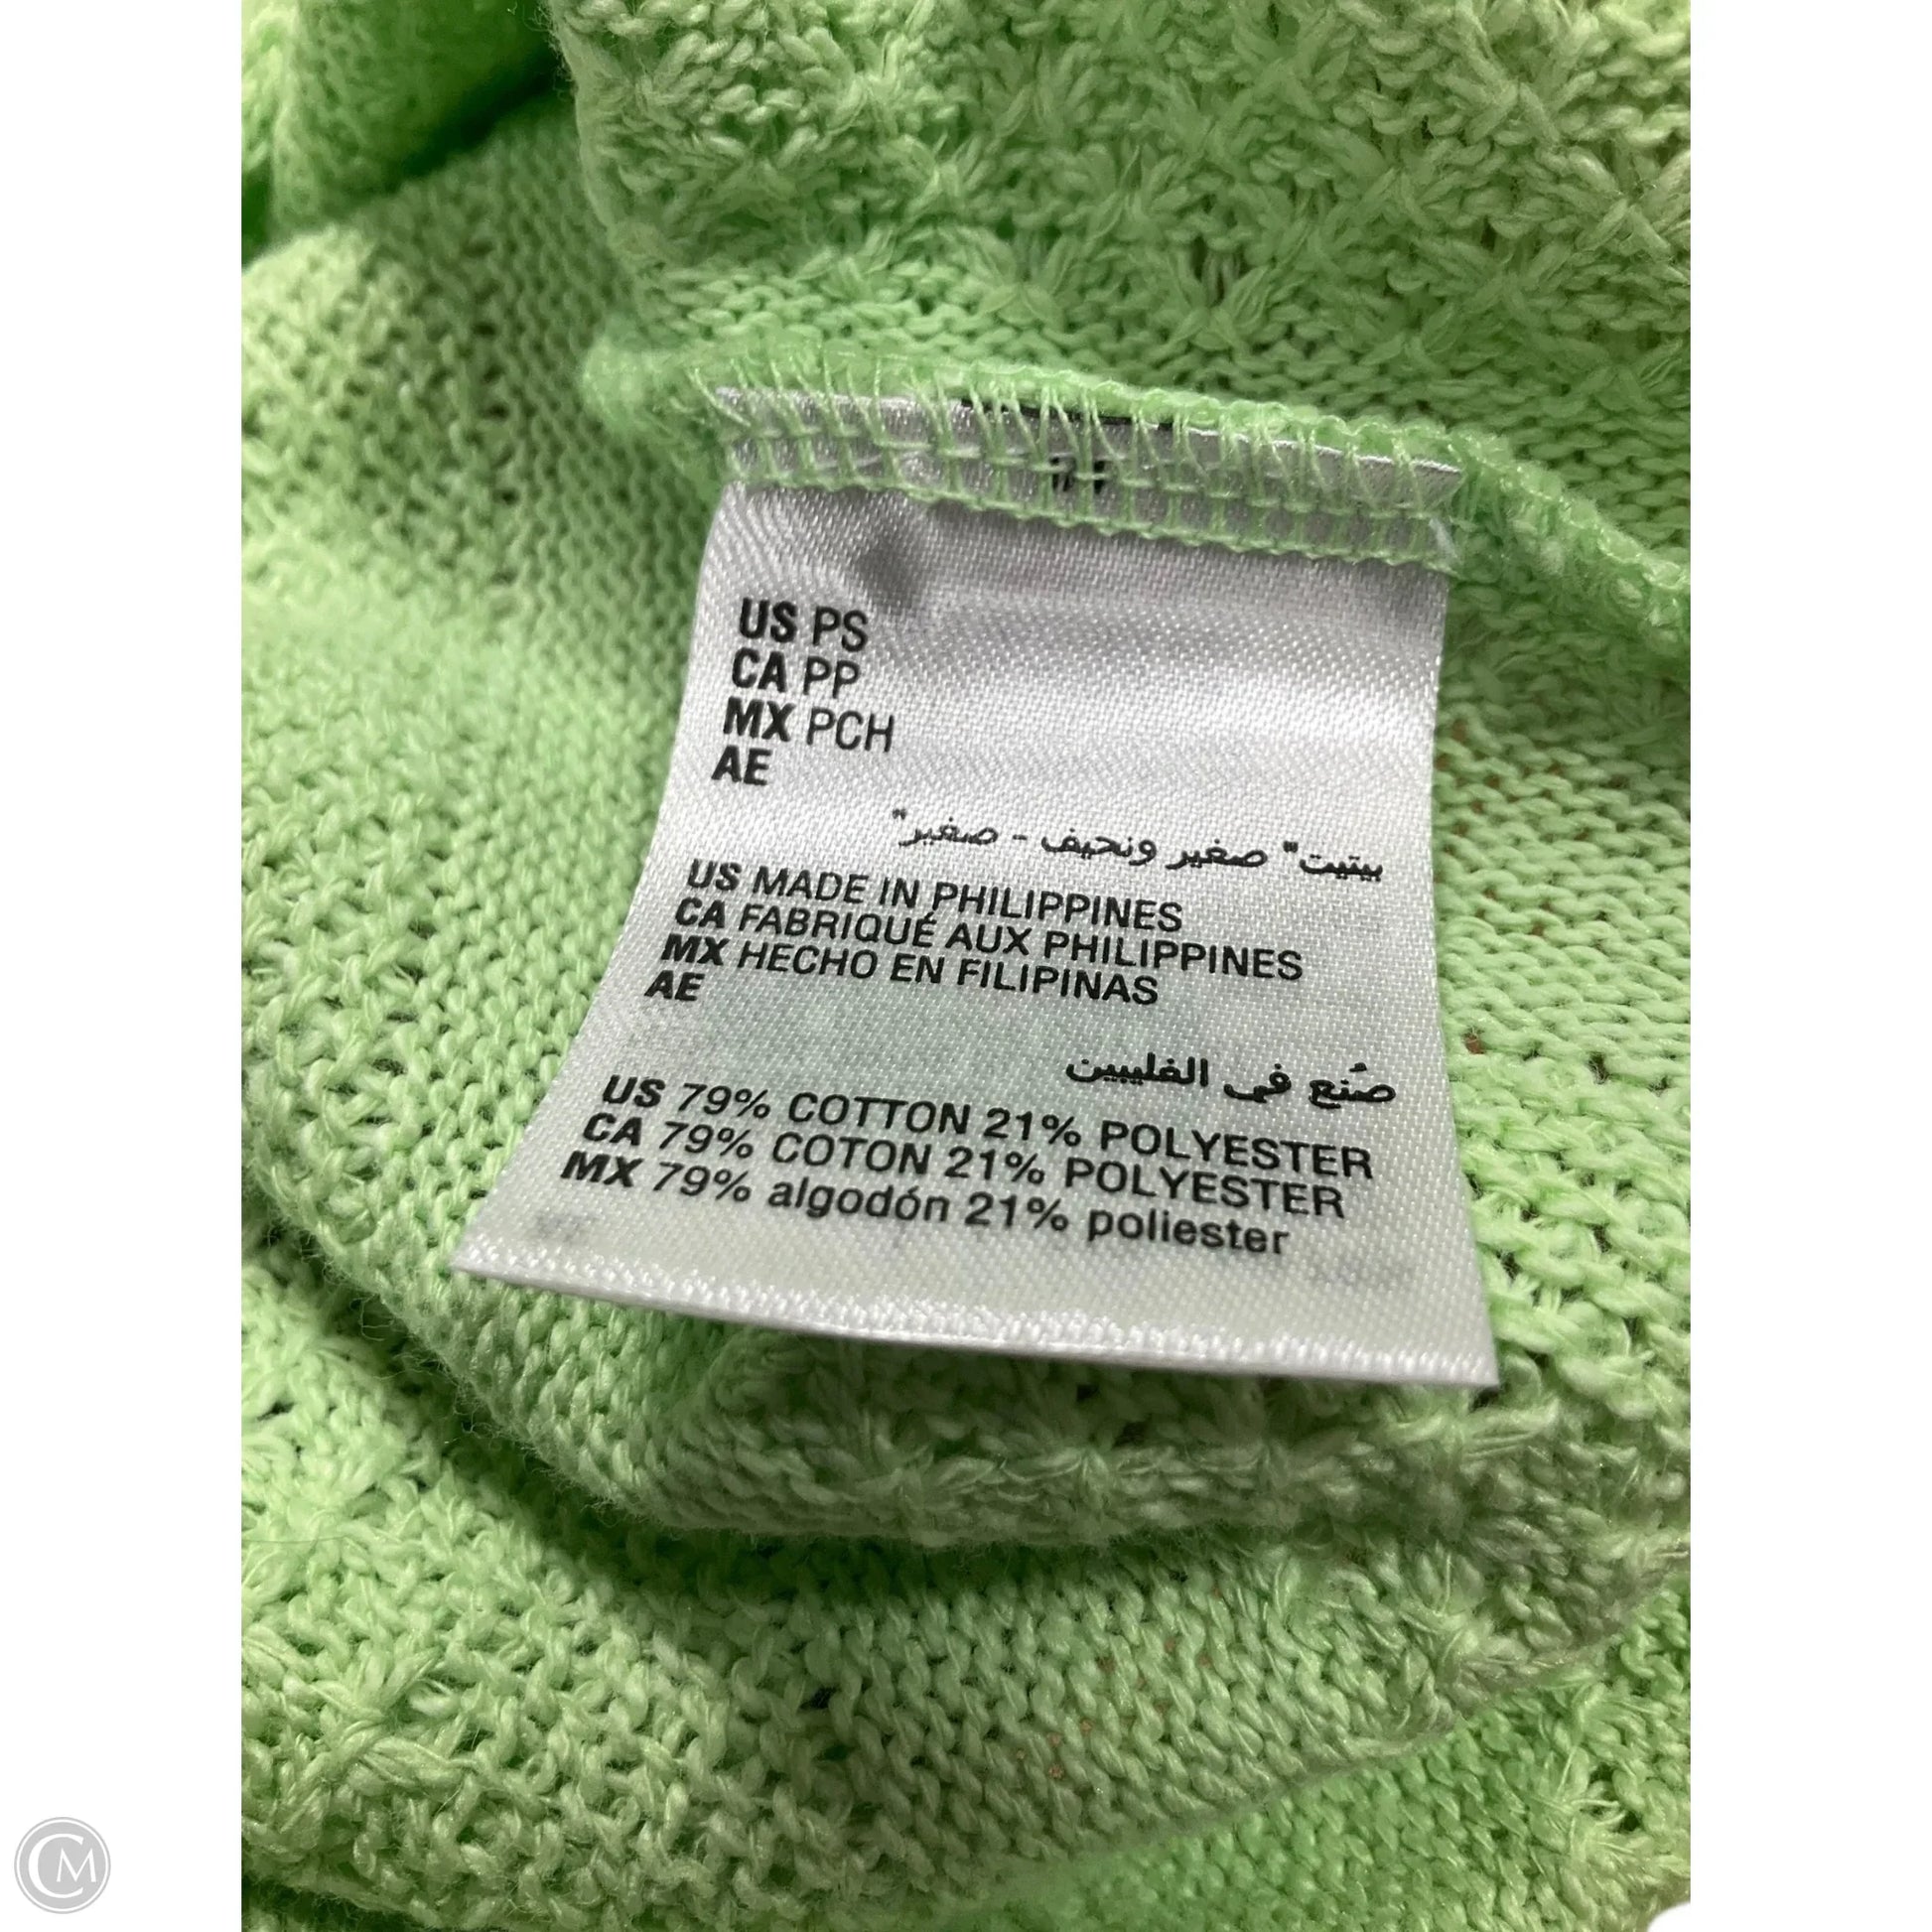 US PS
CA PP
MX PCH
AE
بيتيت" صغير ونحيف - صغير"
US MADE IN PHILIPPINES
CA FABRIQUÉ AUX PHILIPPINES
MX HECHO EN FILIPINAS
AE
صُنع في الفليبين
US 79% COTTON 21% POLYESTER
CA 79% COTON 21% POLYESTER
MX 79% algodón 21% poliester
CM